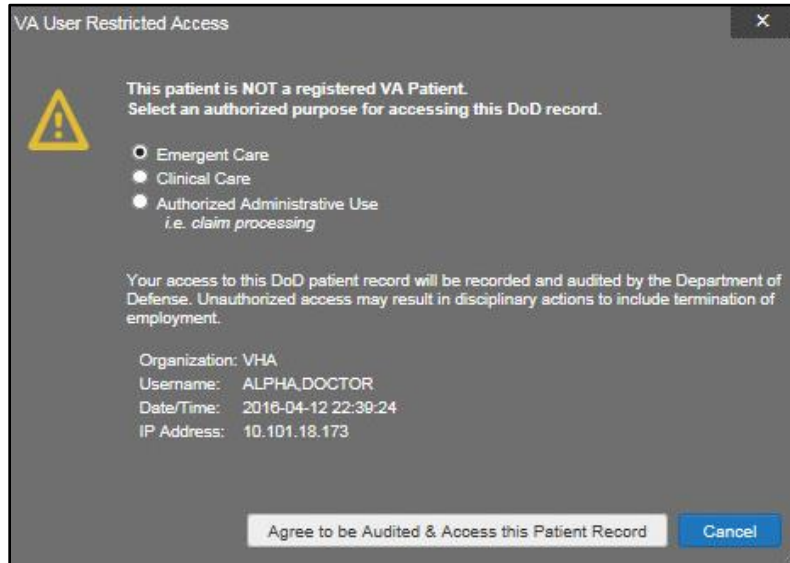 VA User Restricted Access
×
This patient is NOT a registered VA Patient.
Select an authorized purpose for accessing this DoD record.
Emergent Care
Clinical Care
Authorized Administrative Use
i.e. claim processing
Your access to this DoD patient record will be recorded and audited by the Department of
Defense. Unauthorized access may result in disciplinary actions to include termination of
employment.
Organization: VHA
Username: ALPHA,DOCTOR
Date/Time: 2016-04-12 22:39:24
IP Address: 10.101.18.173
Agree to be Audited & Access this Patient Record Cancel